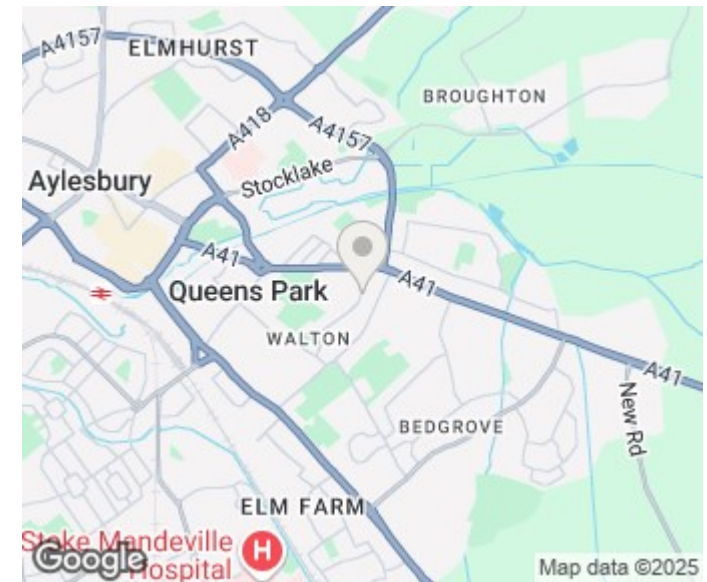 A4157
ELMHURST
BROUGHTON
A418
A4157
Stocklake
Aylesbury
A41
Queens Park
A41
WALTON
A41
New Rd
BEDGROVE
ELM FARM
Stoke Mandeville
Hospital
H
Google
Map data ©2025